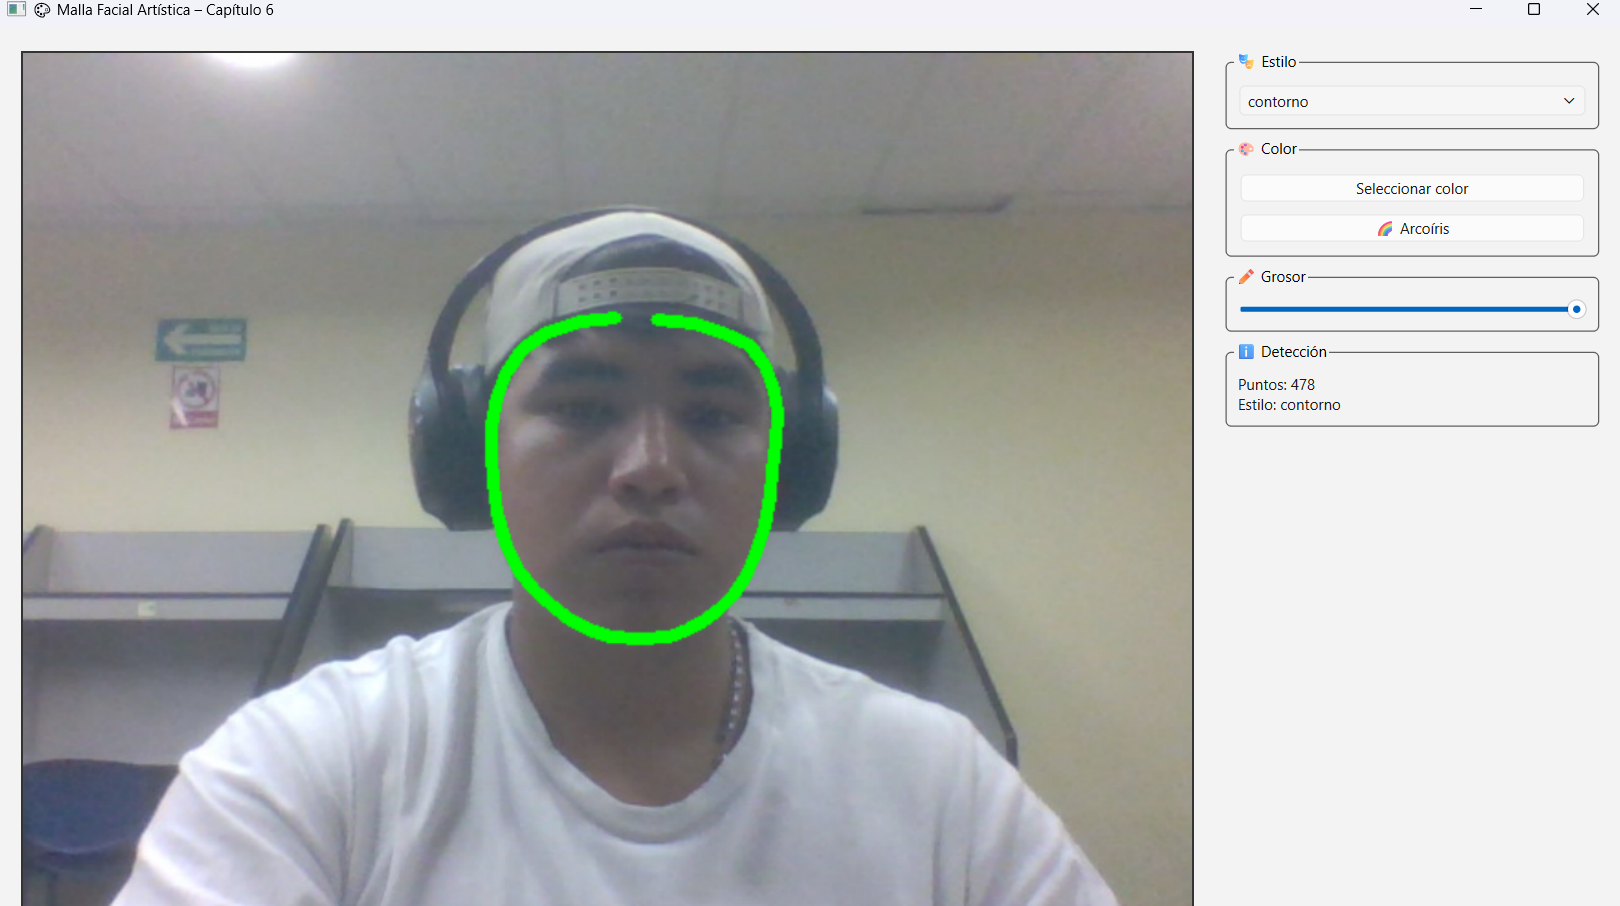 Malla Facial Artística – Capítulo 6
Estilo
contorno
Color
Seleccionar color
Arcoíris
Grosor
Detección
Puntos: 478
Estilo: contorno